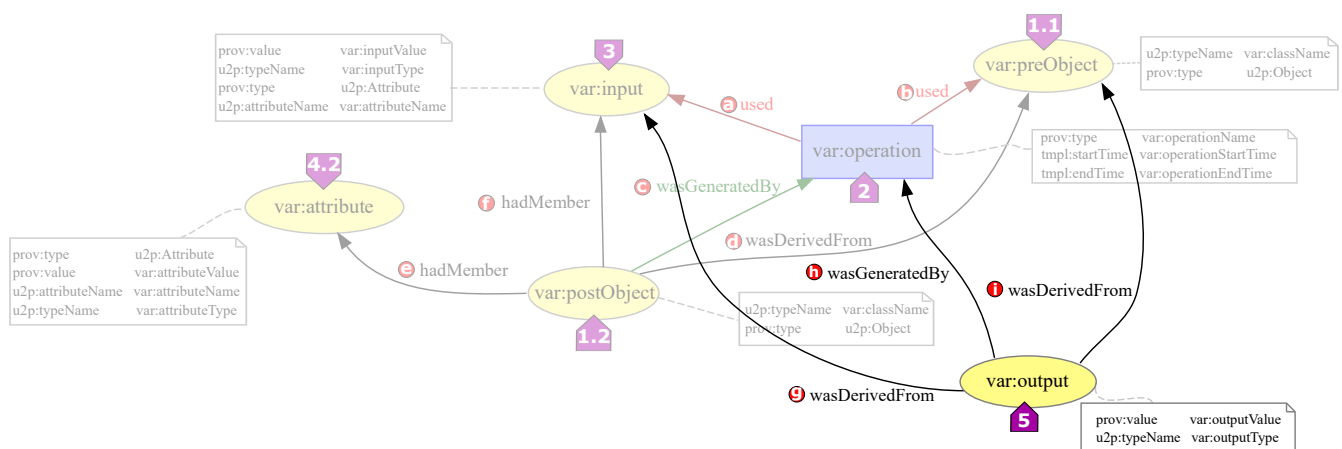 1.1
3
prov:value var:inputValue
u2p:typeName var:inputType
prov:type u2p:Attribute
u2p:attributeName var:attributeName
var:input
var:preObject
u2p:typeName var:className
prov:type u2p:Object
a used
b used
var:operation
2
prov:type var:operationName
tmpl:startTime var:operationStartTime
tmpl:endTime var:operationEndTime
4.2
var:attribute
c wasGeneratedBy
f hadMember
d wasDerivedFrom
prov:type u2p:Attribute
prov:value var:attributeValue
u2p:attributeName var:attributeName
u2p:typeName var:attributeType
e hadMember
h wasGeneratedBy
i wasDerivedFrom
var:postObject
1.2
u2p:typeName var:className
prov:type u2p:Object
var:output
g wasDerivedFrom
5
prov:value var:outputValue
u2p:typeName var:outputType